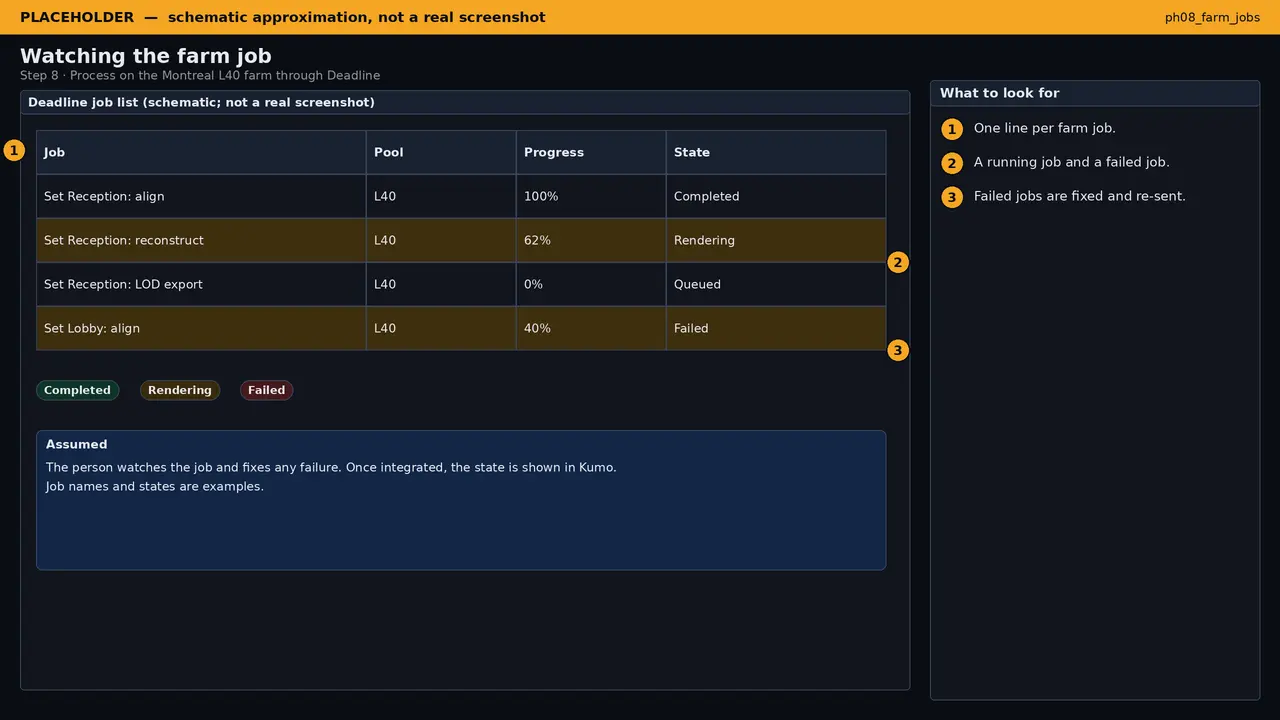 PLACEHOLDER — schematic approximation, not a real screenshot
ph08_farm_jobs
Watching the farm job
Step 8 · Process on the Montreal L40 farm through Deadline
Deadline job list (schematic; not a real screenshot)
1
Job Pool Progress State
Set Reception: align L40 100% Completed
Set Reception: reconstruct L40 62% Rendering
2
Set Reception: LOD export L40 0% Queued
Set Lobby: align L40 40% Failed
3
Completed Rendering Failed
Assumed
The person watches the job and fixes any failure. Once integrated, the state is shown in Kumo.
Job names and states are examples.
What to look for
1 One line per farm job.
2 A running job and a failed job.
3 Failed jobs are fixed and re-sent.